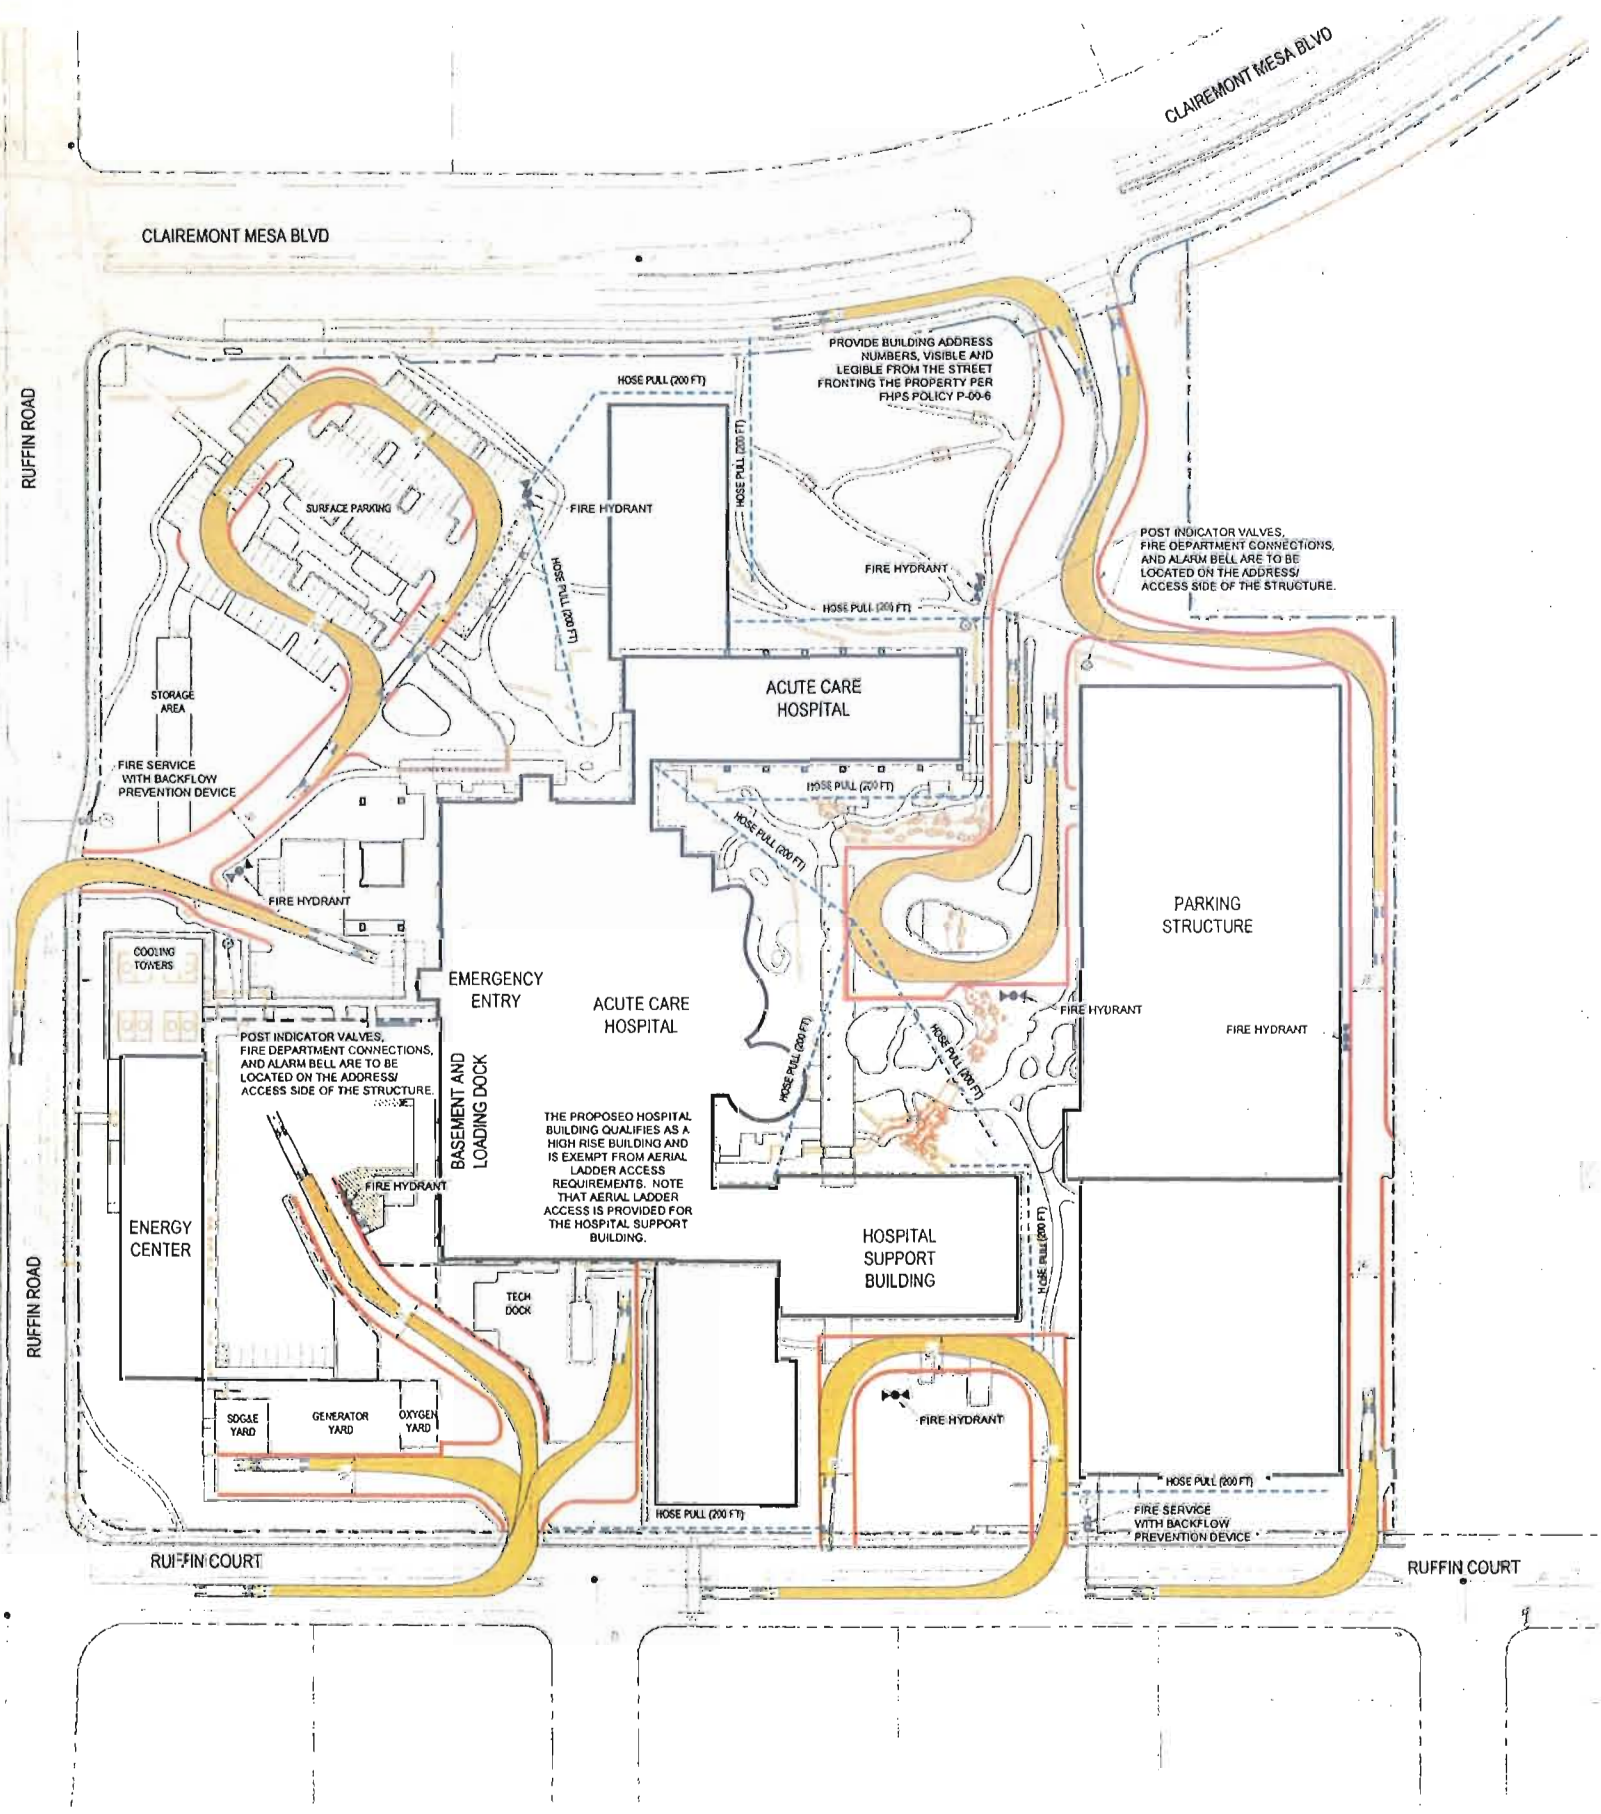 CLAIREMONT MESA BLVD
CLAIREMONT MESA BLVD
RUFFIN ROAD
PROVIDE BUILDING ADDRESS
NUMBERS, VISIBLE AND
LEGIBLE FROM THE STREET
FRONTING THE PROPERTY PER
FHPS POLICY P-00-6
HOSE PULL (200 FT)
HOSE PULL (200 FT)
SURFACE PARKING
FIRE HYDRANT
HOSE PULL (200 FT)
FIRE HYDRANT
HOSE PULL (200 FT)
POST INDICATOR VALVES,
FIRE DEPARTMENT CONNECTIONS,
AND ALARM BELL ARE TO BE
LOCATED ON THE ADDRESS/
ACCESS SIDE OF THE STRUCTURE.
STORAGE
AREA
ACUTE CARE
HOSPITAL
FIRE SERVICE
WITH BACKFLOW
PREVENTION DEVICE
HOSE PULL (200 FT)
HOSE PULL (200 FT)
FIRE HYDRANT
PARKING
STRUCTURE
COOLING
TOWERS
EMERGENCY
ENTRY
ACUTE CARE
HOSPITAL
FIRE HYDRANT
FIRE HYDRANT
HOSE PULL (200 FT)
HOSE PULL (200 FT)
POST INDICATOR VALVES,
FIRE DEPARTMENT CONNECTIONS,
AND ALARM BELL ARE TO BE
LOCATED ON THE ADDRESS/
ACCESS SIDE OF THE STRUCTURE.
BASEMENT AND
LOADING DOCK
THE PROPOSED HOSPITAL
BUILDING QUALIFIES AS A
HIGH RISE BUILDING AND
IS EXEMPT FROM AERIAL
LADDER ACCESS
REQUIREMENTS. NOTE
THAT AERIAL LADDER
ACCESS IS PROVIDED FOR
THE HOSPITAL SUPPORT
BUILDING.
FIRE HYDRANT
ENERGY
CENTER
HOSPITAL
SUPPORT
BUILDING
HOSE PULL (200 FT)
RUFFIN ROAD
TECH
DOCK
SDG&E
YARD
GENERATOR
YARD
OXYGEN
YARD
FIRE HYDRANT
HOSE PULL (200 FT)
HOSE PULL (200 FT)
FIRE SERVICE
WITH BACKFLOW
PREVENTION DEVICE
RUFFIN COURT
RUFFIN COURT